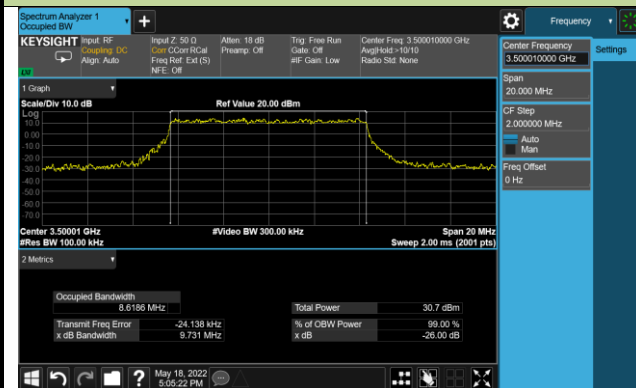 Spectrum Analyzer 1
Occupied BW
+
Frequency
KEYSIGHT
Input: RF
Coupling: DC
Align: Auto
Input Z: 50 Ω
Corr CCorr RCal
Freq Ref: Ext (S)
NFE: Off
Atten: 18 dB
Preamp: Off
Trig: Free Run
Gate: Off
#IF Gain: Low
Center Freq: 3.500010000 GHz
Avg|Hold:>10/10
Radio Std: None
Center Frequency
3.500010000 GHz
Settings
Span
20.000 MHz
CF Step
2.000000 MHz
Auto
Man
Freq Offset
0 Hz
1 Graph
Scale/Div 10.0 dB
Ref Value 20.00 dBm
Log
10.0
0.00
-10.0
-20.0
-30.0
-40.0
-50.0
-60.0
-70.0
Center 3.50001 GHz
#Video BW 300.00 kHz
Span 20 MHz
#Res BW 100.00 kHz
Sweep 2.00 ms (2001 pts)
2 Metrics
Occupied Bandwidth
8.6186 MHz
Total Power
30.7 dBm
Transmit Freq Error
-24.138 kHz
% of OBW Power
99.00 %
x dB Bandwidth
9.731 MHz
x dB
-26.00 dB
?
May 18, 2022
5:05:22 PM